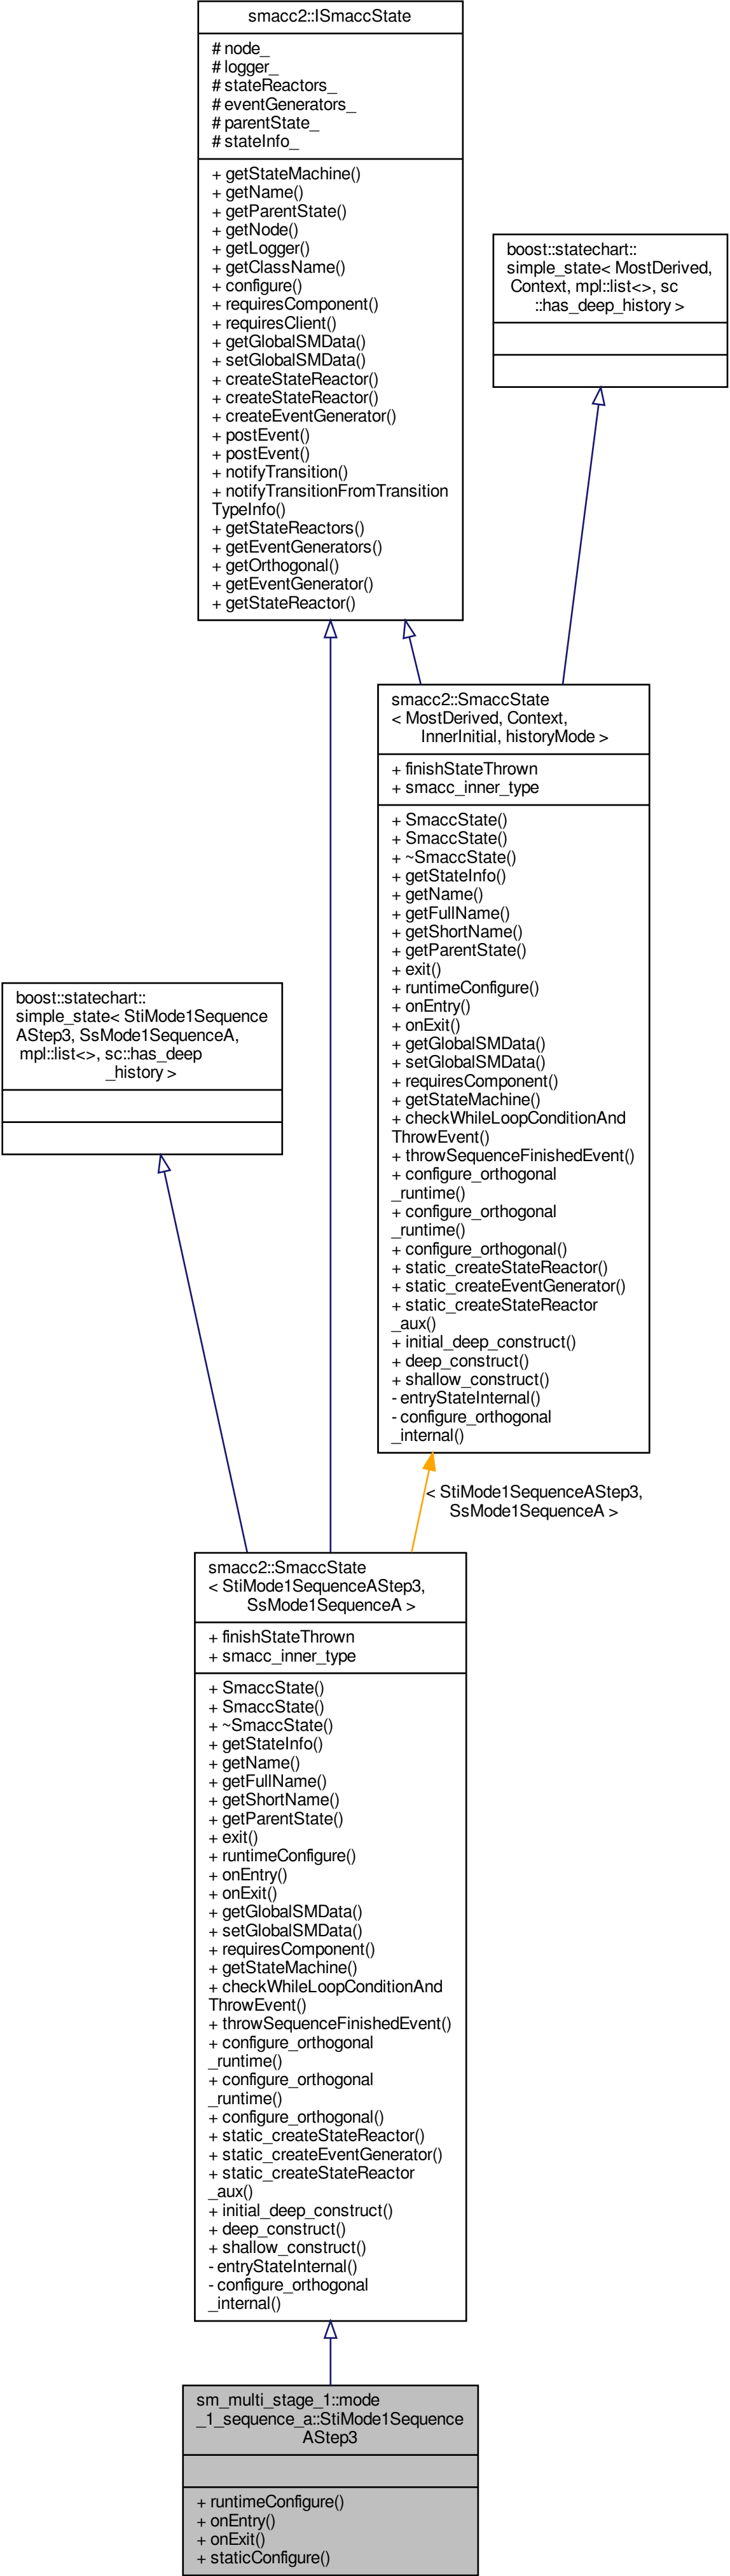 smacc2::ISmaccState
# node_
# logger_
# stateReactors_
# eventGenerators_
# parentState_
# stateInfo_
+ getStateMachine()
+ getName()
+ getParentState()
+ getNode()
+ getLogger()
+ getClassName()
+ configure()
+ requiresComponent()
+ requiresClient()
+ getGlobalSMData()
+ setGlobalSMData()
+ createStateReactor()
+ createStateReactor()
+ createEventGenerator()
+ postEvent()
+ postEvent()
+ notifyTransition()
+ notifyTransitionFromTransition
TypeInfo()
+ getStateReactors()
+ getEventGenerators()
+ getOrthogonal()
+ getEventGenerator()
+ getStateReactor()
boost::statechart::
simple_state< MostDerived,
Context, mpl::list<>, sc
::has_deep_history >
smacc2::SmaccState
< MostDerived, Context,
InnerInitial, historyMode >
+ finishStateThrown
+ smacc_inner_type
+ SmaccState()
+ SmaccState()
+ ~SmaccState()
+ getStateInfo()
+ getName()
+ getFullName()
+ getShortName()
+ getParentState()
+ exit()
+ runtimeConfigure()
+ onEntry()
+ onExit()
+ getGlobalSMData()
+ setGlobalSMData()
+ requiresComponent()
+ getStateMachine()
+ checkWhileLoopConditionAnd
ThrowEvent()
+ throwSequenceFinishedEvent()
+ configure_orthogonal
_runtime()
+ configure_orthogonal
_runtime()
+ configure_orthogonal()
+ static_createStateReactor()
+ static_createEventGenerator()
+ static_createStateReactor
_aux()
+ initial_deep_construct()
+ deep_construct()
+ shallow_construct()
- entryStateInternal()
- configure_orthogonal
_internal()
boost::statechart::
simple_state< StiMode1Sequence
AStep3, SsMode1SequenceA,
mpl::list<>, sc::has_deep
_history >
< StiMode1SequenceAStep3,
SsMode1SequenceA >
smacc2::SmaccState
< StiMode1SequenceAStep3,
SsMode1SequenceA >
+ finishStateThrown
+ smacc_inner_type
+ SmaccState()
+ SmaccState()
+ ~SmaccState()
+ getStateInfo()
+ getName()
+ getFullName()
+ getShortName()
+ getParentState()
+ exit()
+ runtimeConfigure()
+ onEntry()
+ onExit()
+ getGlobalSMData()
+ setGlobalSMData()
+ requiresComponent()
+ getStateMachine()
+ checkWhileLoopConditionAnd
ThrowEvent()
+ throwSequenceFinishedEvent()
+ configure_orthogonal
_runtime()
+ configure_orthogonal
_runtime()
+ configure_orthogonal()
+ static_createStateReactor()
+ static_createEventGenerator()
+ static_createStateReactor
_aux()
+ initial_deep_construct()
+ deep_construct()
+ shallow_construct()
- entryStateInternal()
- configure_orthogonal
_internal()
sm_multi_stage_1::mode
_1_sequence_a::StiMode1Sequence
AStep3
+ runtimeConfigure()
+ onEntry()
+ onExit()
+ staticConfigure()